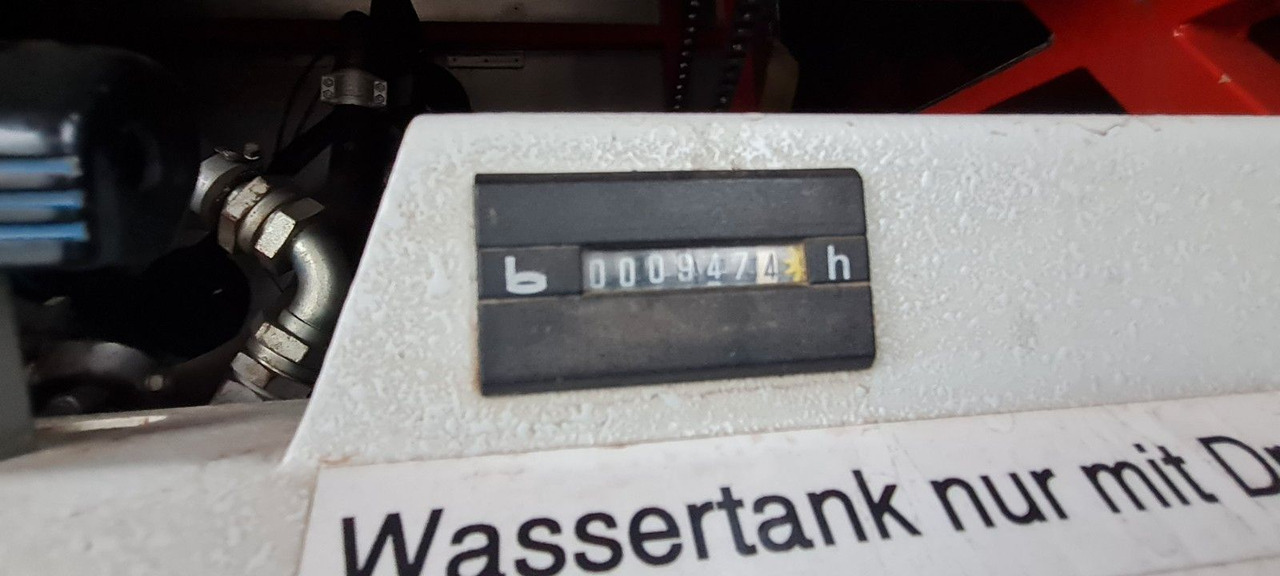 b 0009474 h
Wassertank nur mit